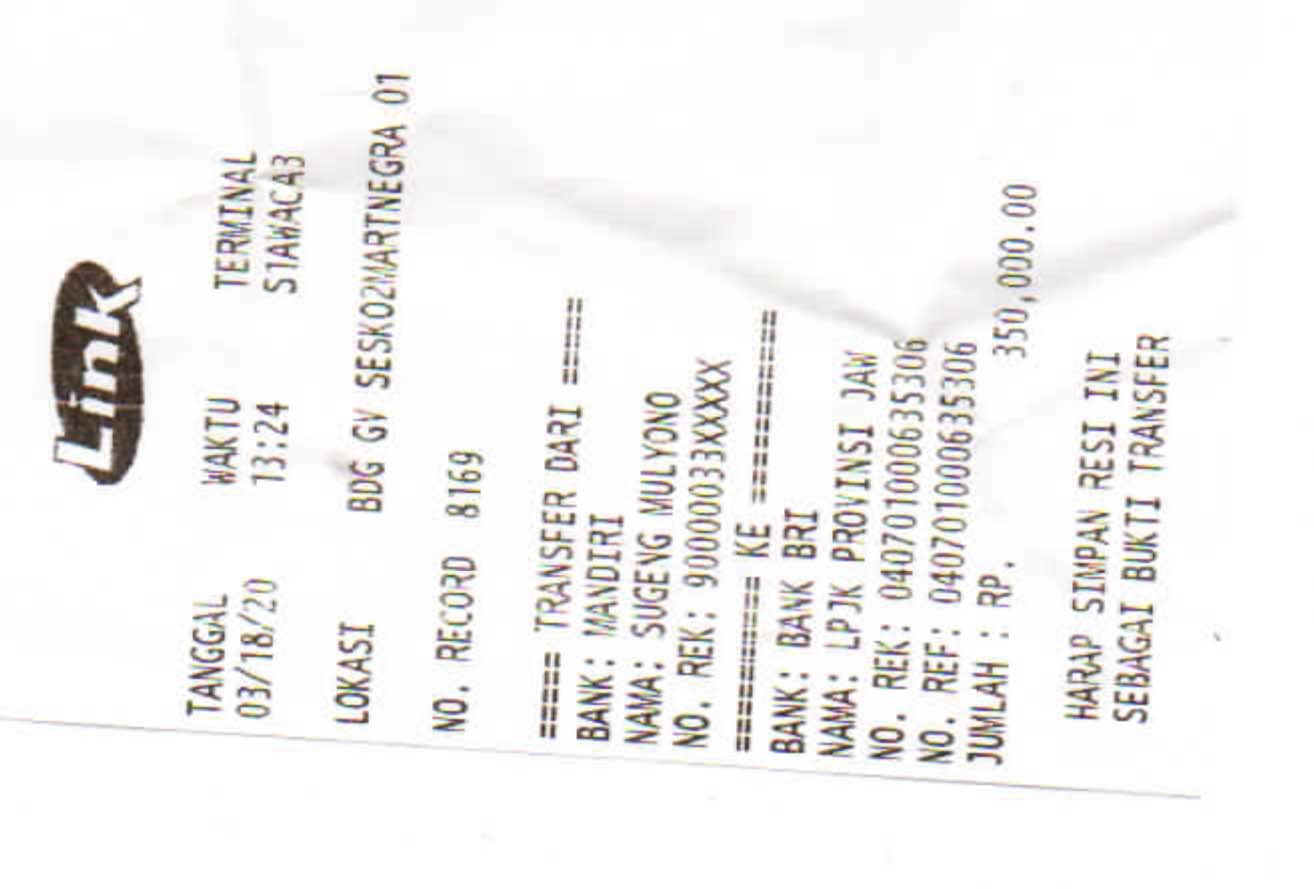 Link
TANGGAL WAKTU TERMINAL
03/18/20 13:24 S1AWACA3
LOKASI BDG GV SESKO2MARTNEGRA 01
NO. RECORD 8169
===== TRANSFER DARI =====
BANK: MANDIRI
NAMA: SUGENG MULYONO
NO. REK: 90000033XXXXX
========== KE ===========
BANK: BANK BRI
NAMA: LPJK PROVINSI JAW
NO. REK: 040701000635306
NO. REF: 040701000635306
JUMLAH : RP. 350,000.00
HARAP SIMPAN RESI INI
SEBAGAI BUKTI TRANSFER